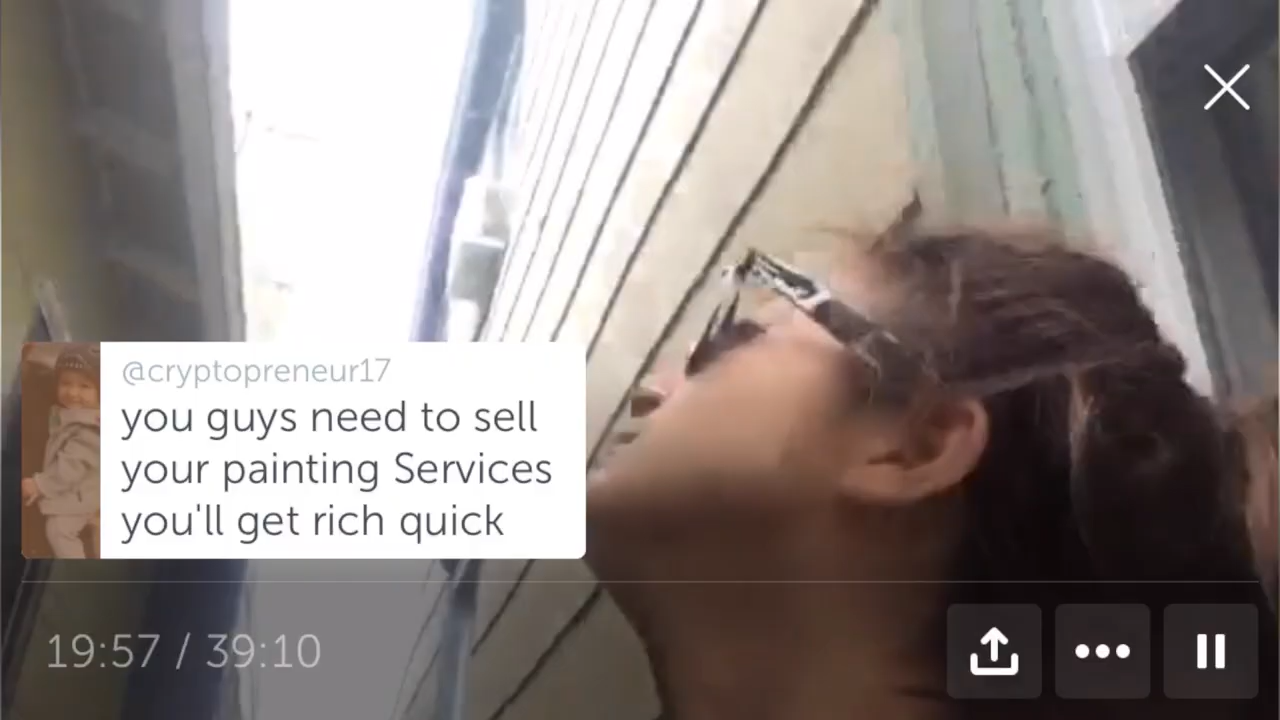 @cryptopreneur17
you guys need to sell
your painting Services
you'll get rich quick
19:57 / 39:10